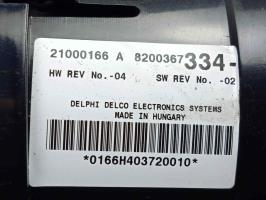 21000166 A 8200367334-
HW REV No.-04 SW REV No. -02
DELPHI DELCO ELECTRONICS SYSTEMS
MADE IN HUNGARY
*0166H403720010*